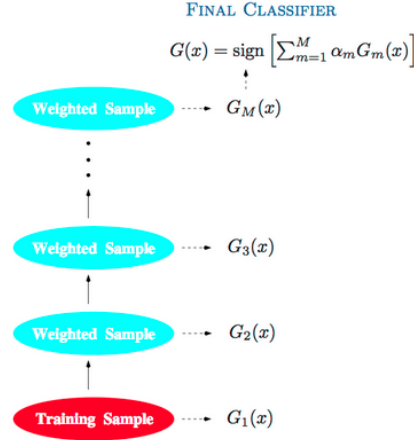 FINAL CLASSIFIER
G(x) = sign [∑_{m=1}^{M} α_m G_m(x)]
Weighted Sample G_M(x)
Weighted Sample G_3(x)
Weighted Sample G_2(x)
Training Sample G_1(x)